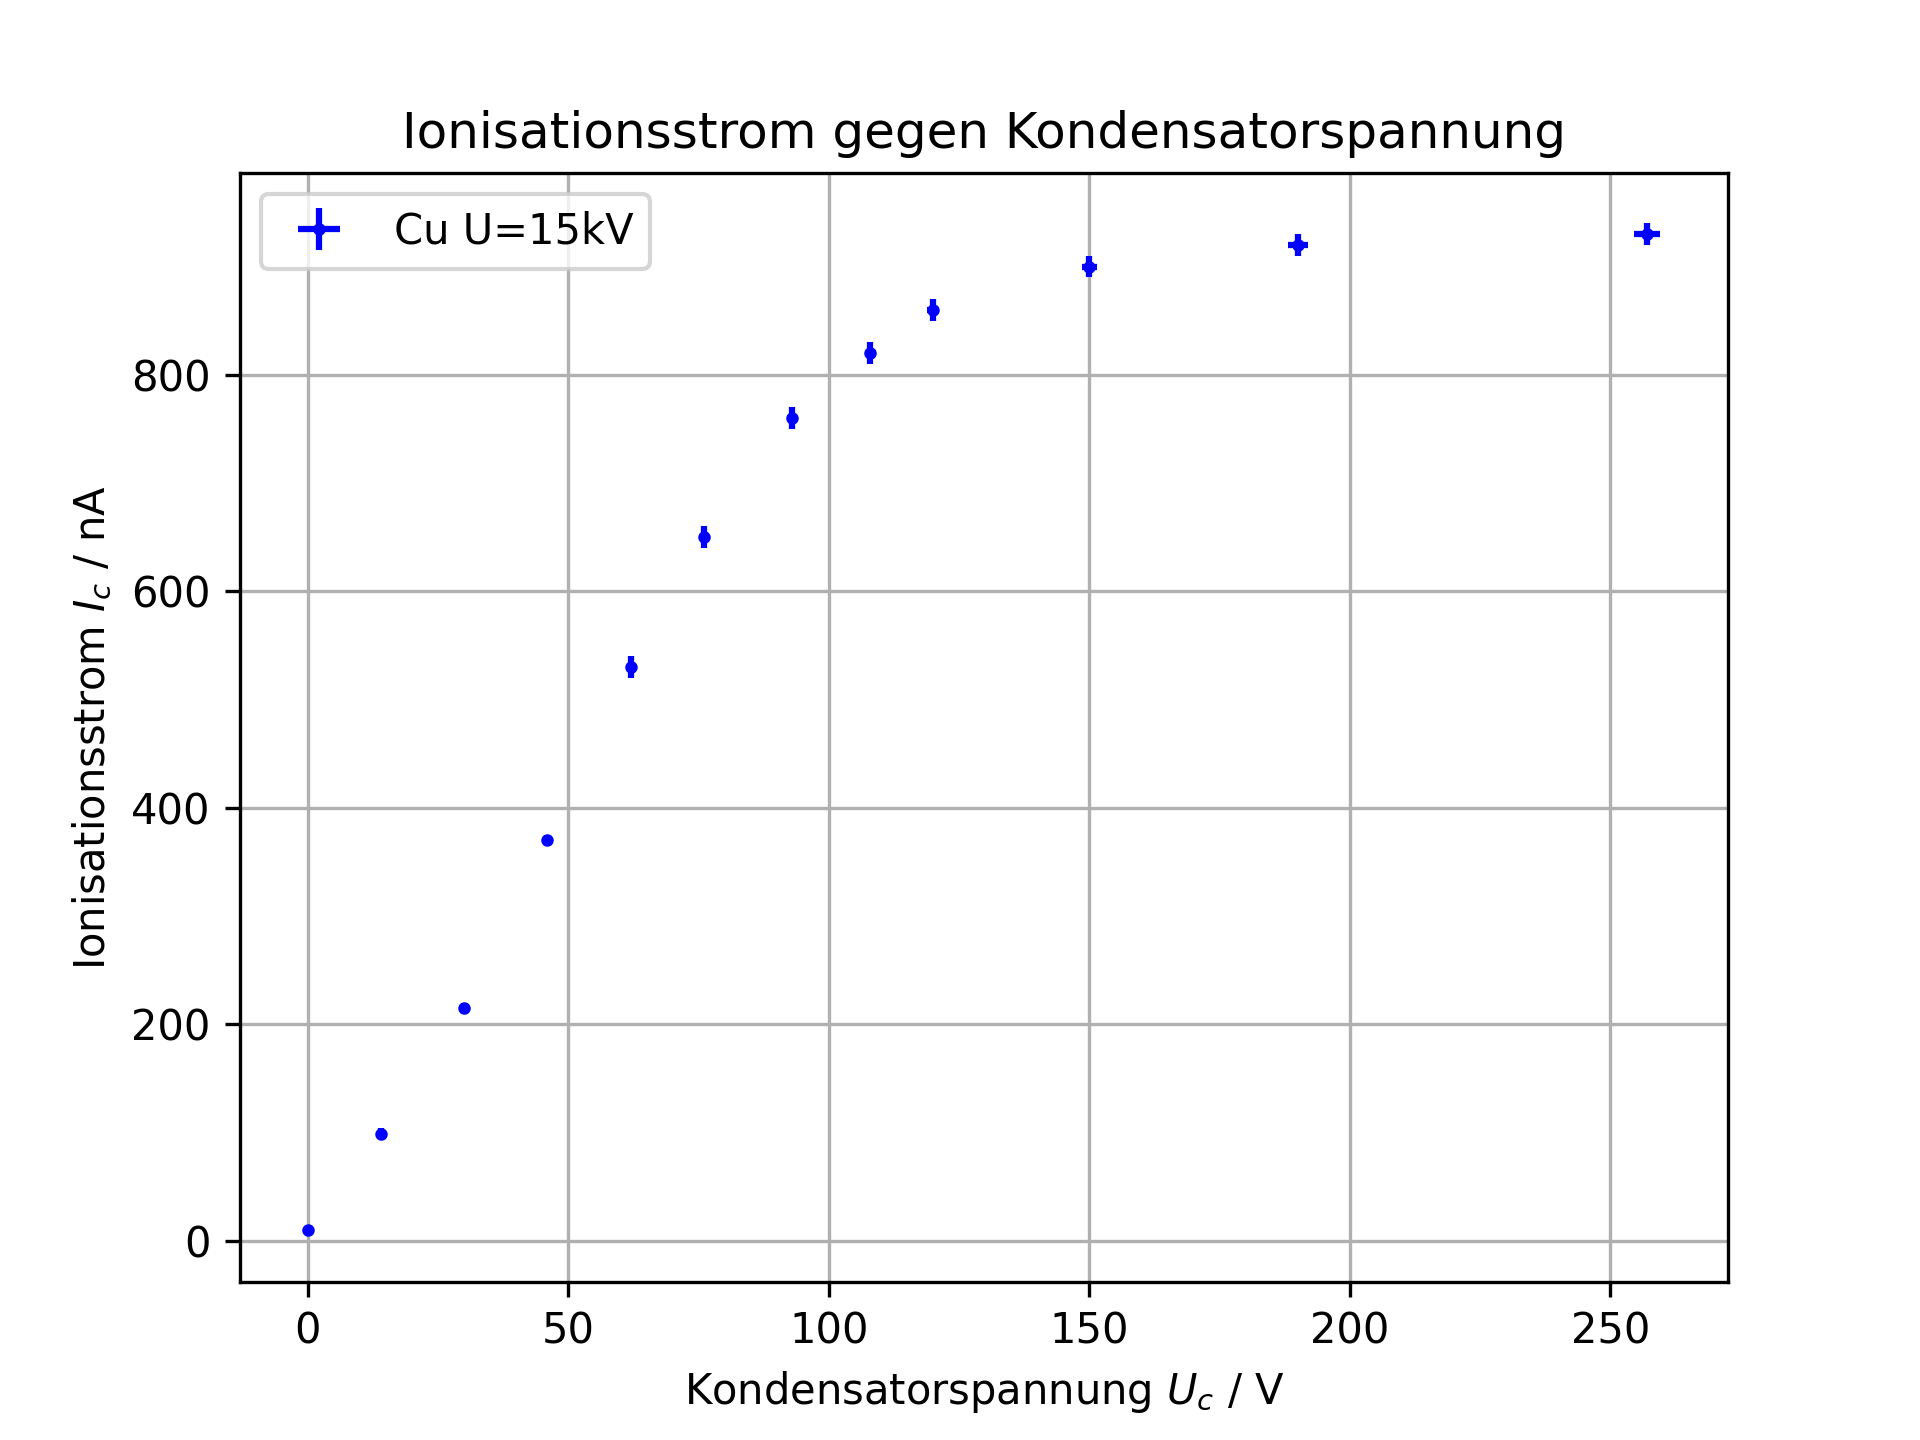 Ionisationsstrom gegen Kondensatorspannung
Cu U=15kV
Ionisationsstrom I_c / nA
800
600
400
200
0
0 50 100 150 200 250
Kondensatorspannung U_c / V